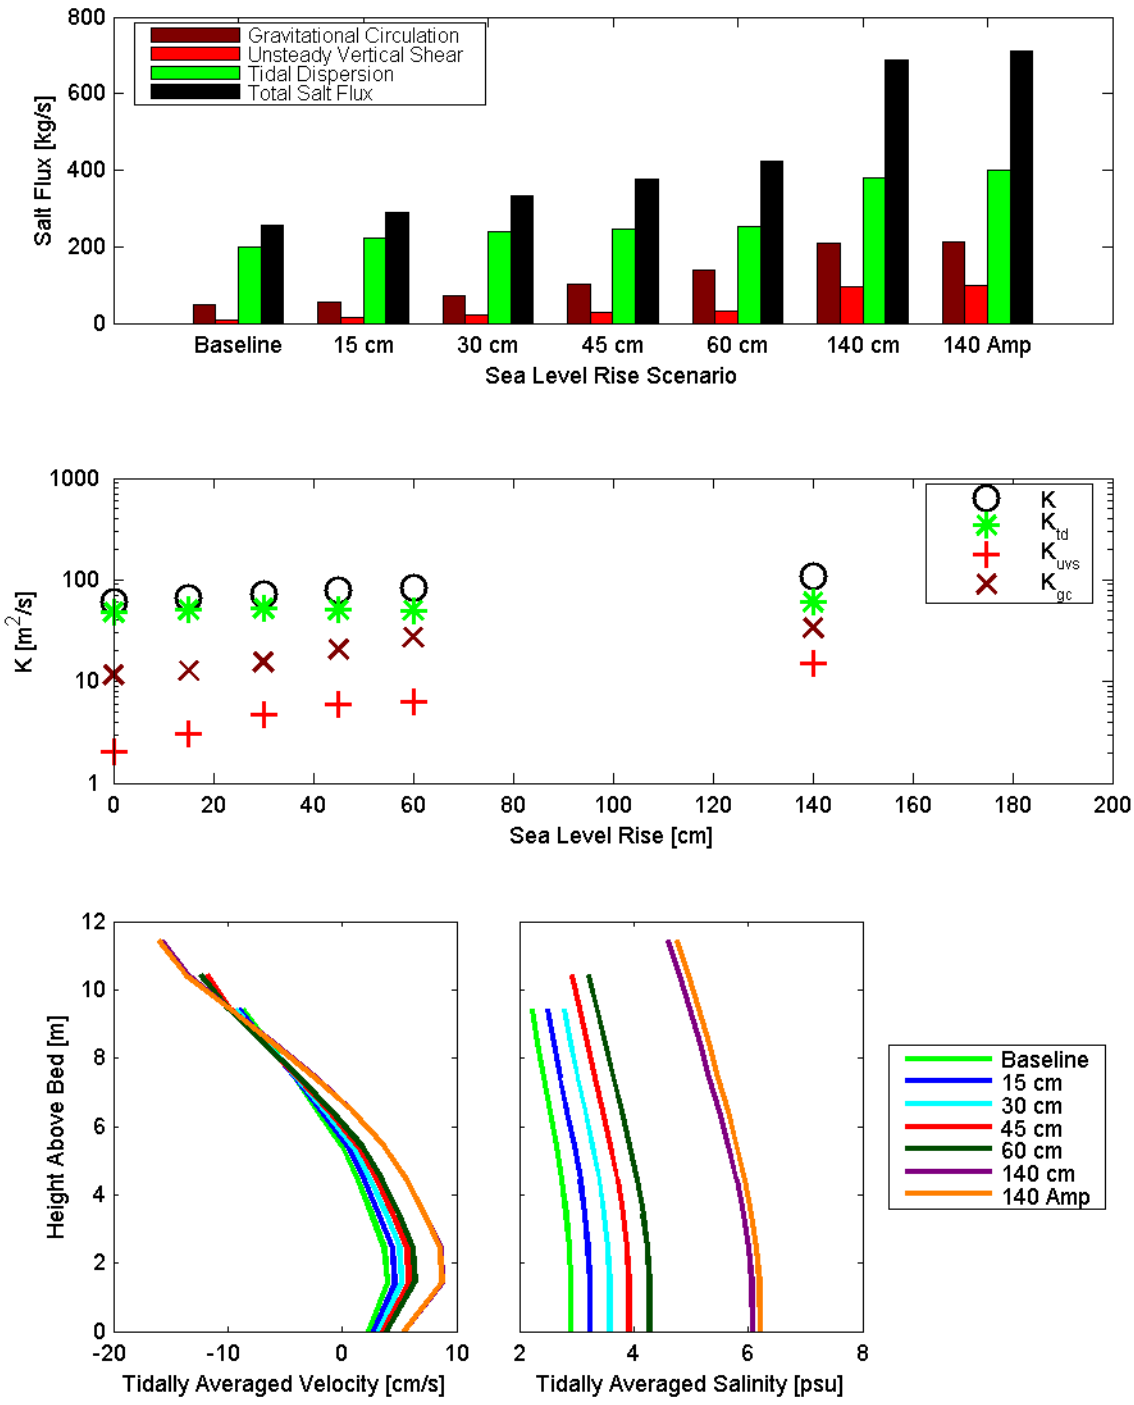 800
600
400
200
0
Salt Flux [kg/s]
Gravitational Circulation
Unsteady Vertical Shear
Tidal Dispersion
Total Salt Flux
Baseline 15 cm 30 cm 45 cm 60 cm 140 cm 140 Amp
Sea Level Rise Scenario
1000
100
10
1
K [m²/s]
K
K_td
K_uvs
K_gc
0 20 40 60 80 100 120 140 160 180 200
Sea Level Rise [cm]
12
10
8
6
4
2
0
Height Above Bed [m]
-20 -10 0 10
Tidally Averaged Velocity [cm/s]
2 4 6 8
Tidally Averaged Salinity [psu]
Baseline
15 cm
30 cm
45 cm
60 cm
140 cm
140 Amp